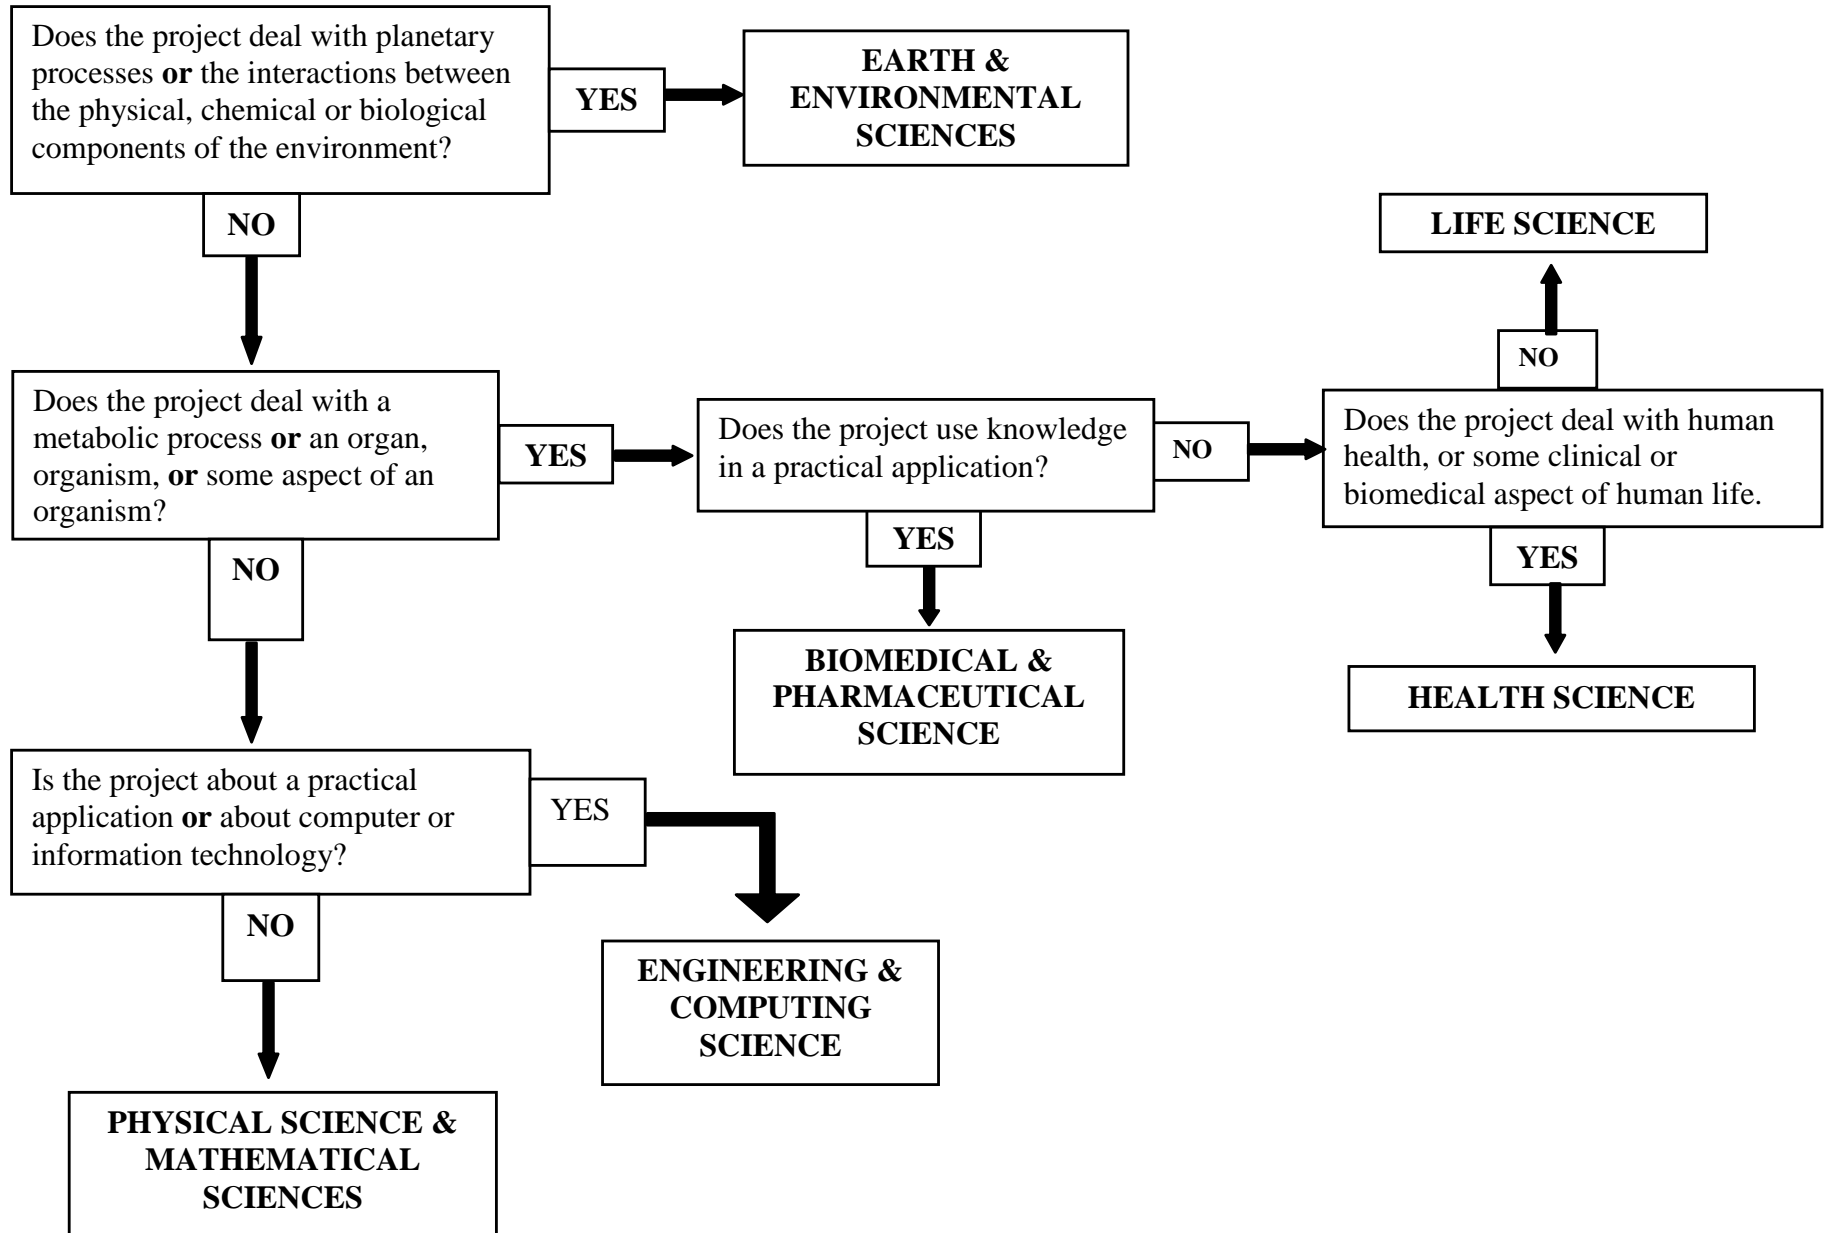 Does the project deal with planetary
processes or the interactions between
the physical, chemical or biological
components of the environment?
YES
EARTH &
ENVIRONMENTAL
SCIENCES
NO
LIFE SCIENCE
NO
Does the project deal with a
metabolic process or an organ,
organism, or some aspect of an
organism?
YES
Does the project use knowledge
in a practical application?
NO
Does the project deal with human
health, or some clinical or
biomedical aspect of human life.
NO
YES
YES
BIOMEDICAL &
PHARMACEUTICAL
SCIENCE
HEALTH SCIENCE
Is the project about a practical
application or about computer or
information technology?
YES
NO
ENGINEERING &
COMPUTING
SCIENCE
PHYSICAL SCIENCE &
MATHEMATICAL
SCIENCES